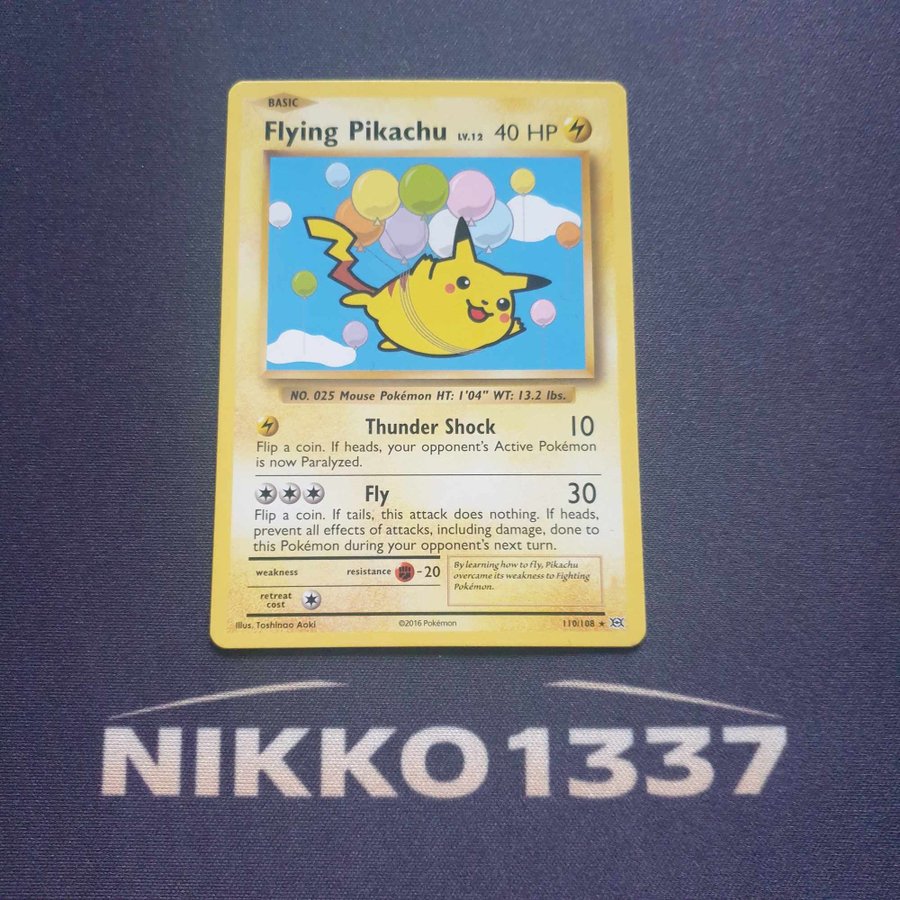 BASIC
Flying Pikachu LV.12 40 HP
NO. 025 Mouse Pokémon HT: 1'04" WT: 13.2 lbs.
Thunder Shock 10
Flip a coin. If heads, your opponent's Active Pokémon
is now Paralyzed.
Fly 30
Flip a coin. If tails, this attack does nothing. If heads,
prevent all effects of attacks, including damage, done to
this Pokémon during your opponent's next turn.
weakness resistance -20
retreat
cost
By learning how to fly, Pikachu
overcame its weakness to Fighting
Pokémon.
Illus. Toshinao Aoki ©2016 Pokémon 110/108 ★
NIKKO1337